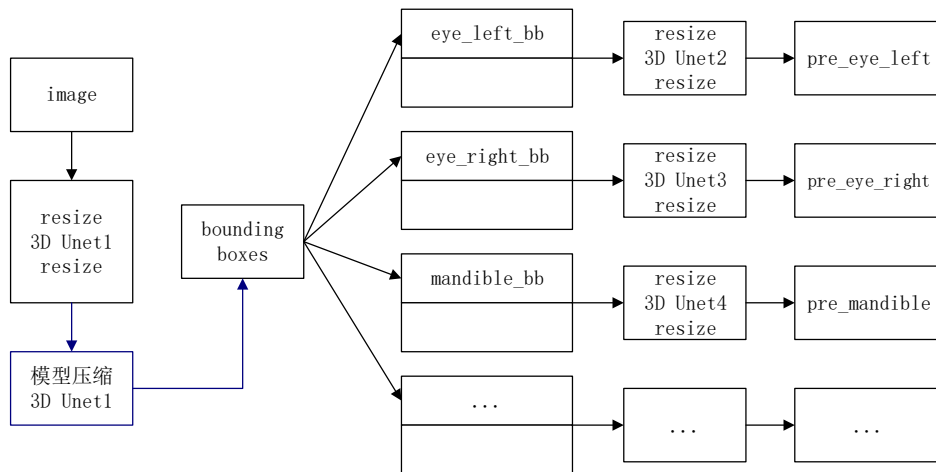 image
resize
3D Unet1
resize
模型压缩
3D Unet1
bounding
boxes
eye_left_bb
resize
3D Unet2
resize
pre_eye_left
eye_right_bb
resize
3D Unet3
resize
pre_eye_right
mandible_bb
resize
3D Unet4
resize
pre_mandible
...
...
...